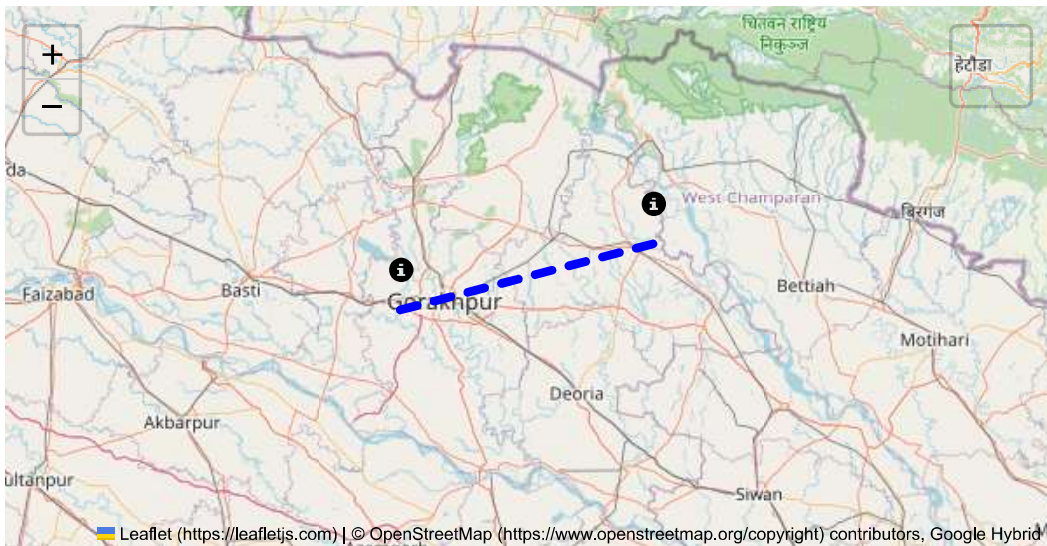 चितवन राष्ट्रिय
निकुञ्ज
+
−
हेटौँडा
da
West Champaran
बिरगंज
Bettiah
Faizabad
Basti
Gorakhpur
Motihari
Deoria
Akbarpur
ultanpur
Siwan
Leaflet (https://leafletjs.com) | © OpenStreetMap (https://www.openstreetmap.org/copyright) contributors, Google Hybrid